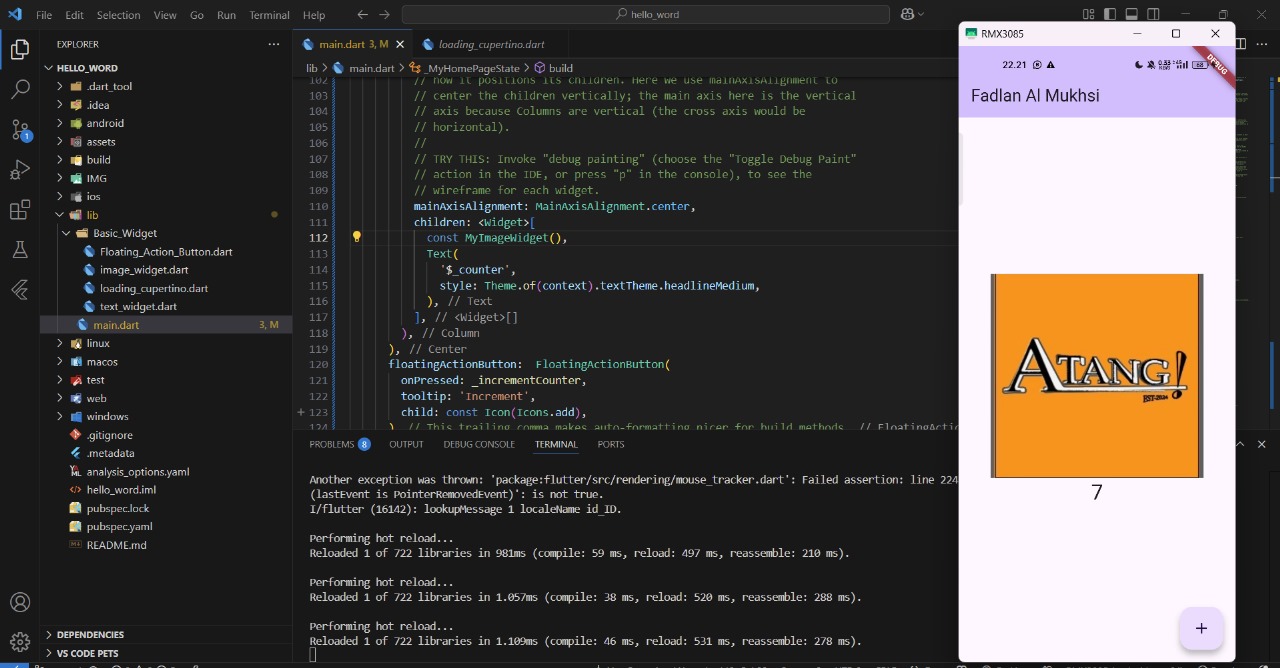 File Edit Selection View Go Run Terminal Help
hello_word
EXPLORER
HELLO_WORD
.dart_tool
.idea
android
assets
build
IMG
ios
lib
Basic_Widget
Floating_Action_Button.dart
image_widget.dart
loading_cupertino.dart
text_widget.dart
main.dart 3, M
linux
macos
test
web
windows
.gitignore
.metadata
analysis_options.yaml
hello_word.iml
pubspec.lock
pubspec.yaml
README.md
DEPENDENCIES
VS CODE PETS
1
main.dart 3, M
loading_cupertino.dart
lib > main.dart > _MyHomePageState > build
102 // how it positions its children. Here we use mainAxisAlignment to
103 // center the children vertically; the main axis here is the vertical
104 // axis because Columns are vertical (the cross axis would be
105 // horizontal).
106 //
107 // TRY THIS: Invoke "debug painting" (choose the "Toggle Debug Paint"
108 // action in the IDE, or press "p" in the console), to see the
109 // wireframe for each widget.
110 mainAxisAlignment: MainAxisAlignment.center,
111 children: <Widget>[
112 const MyImageWidget(),
113 Text(
114 '$_counter',
115 style: Theme.of(context).textTheme.headlineMedium,
116 ), // Text
117 ], // <Widget>[]
118 ), // Column
119 ), // Center
120 floatingActionButton: FloatingActionButton(
121 onPressed: _incrementCounter,
122 tooltip: 'Increment',
123 child: const Icon(Icons.add),
124 ), // This trailing comma makes auto-formatting nicer for build methods. // FloatingActio
PROBLEMS 8 OUTPUT DEBUG CONSOLE TERMINAL PORTS
Another exception was thrown: 'package:flutter/src/rendering/mouse_tracker.dart': Failed assertion: line 224
(lastEvent is PointerRemovedEvent)': is not true.
I/flutter (16142): lookupMessage 1 localeName id_ID.
Performing hot reload...
Reloaded 1 of 722 libraries in 981ms (compile: 59 ms, reload: 497 ms, reassemble: 210 ms).
Performing hot reload...
Reloaded 1 of 722 libraries in 1.057ms (compile: 38 ms, reload: 520 ms, reassemble: 288 ms).
Performing hot reload...
Reloaded 1 of 722 libraries in 1.109ms (compile: 46 ms, reload: 531 ms, reassemble: 278 ms).
RMX3085
22.21
DEBUG
Fadlan Al Mukhsi
ATANG!
EST-2024
7
+